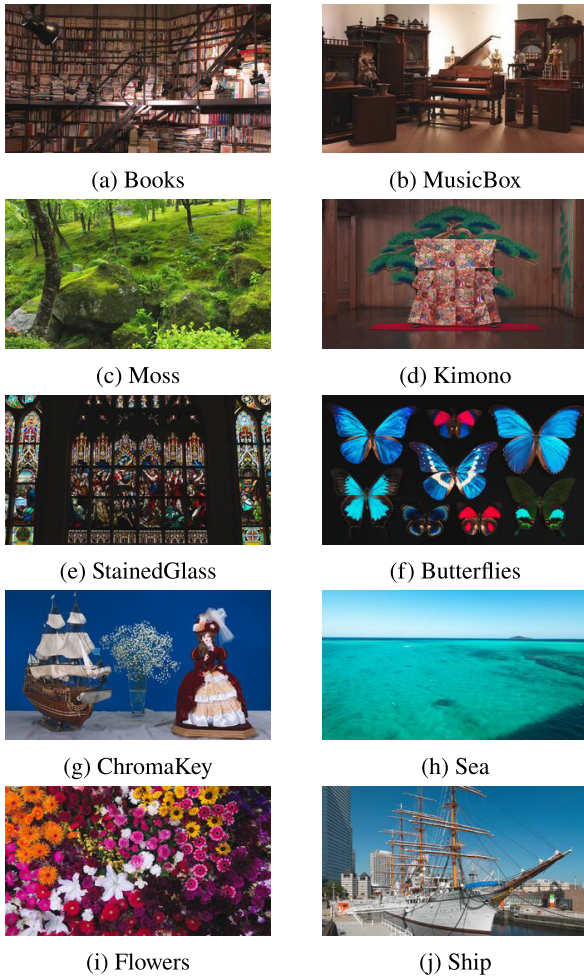 (a) Books
(b) MusicBox
(c) Moss
(d) Kimono
(e) StainedGlass
(f) Butterflies
(g) ChromaKey
(h) Sea
(i) Flowers
(j) Ship